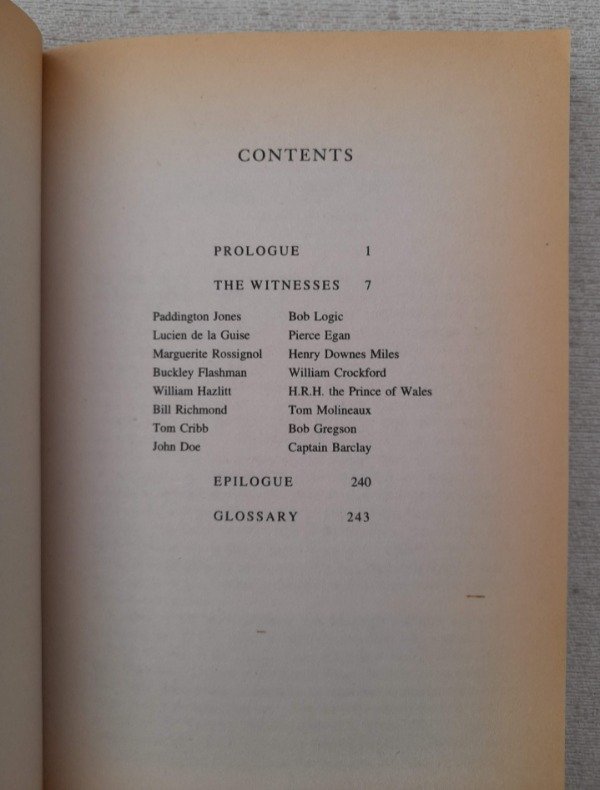 CONTENTS
PROLOGUE 1
THE WITNESSES 7
Paddington Jones Bob Logic
Lucien de la Guise Pierce Egan
Marguerite Rossignol Henry Downes Miles
Buckley Flashman William Crockford
William Hazlitt H.R.H. the Prince of Wales
Bill Richmond Tom Molineaux
Tom Cribb Bob Gregson
John Doe Captain Barclay
EPILOGUE 240
GLOSSARY 243